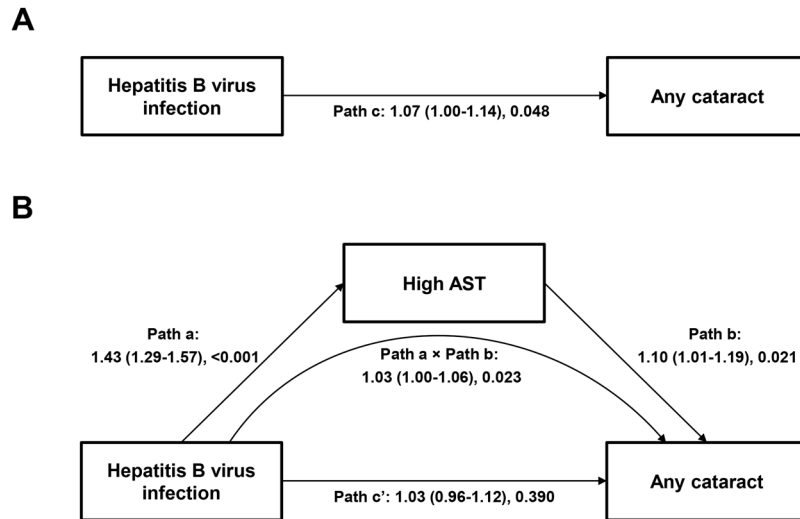 A
Hepatitis B virus
infection
Any cataract
Path c: 1.07 (1.00-1.14), 0.048
B
High AST
Path a:
1.43 (1.29-1.57), <0.001
Path a × Path b:
1.03 (1.00-1.06), 0.023
Path b:
1.10 (1.01-1.19), 0.021
Hepatitis B virus
infection
Any cataract
Path c’: 1.03 (0.96-1.12), 0.390